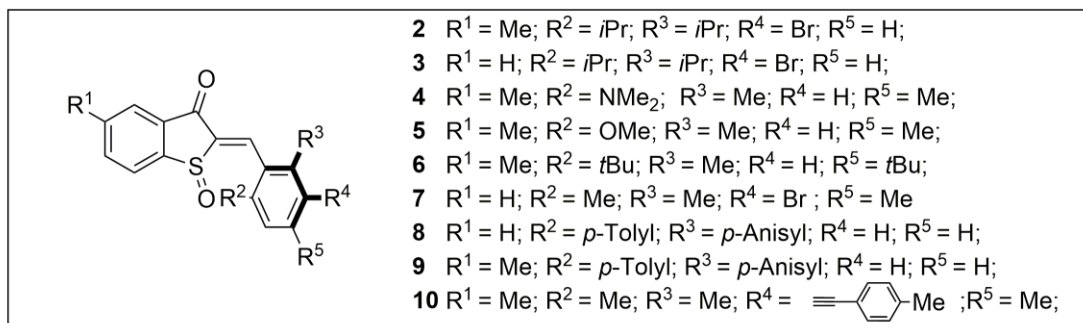 2 R¹ = Me; R² = iPr; R³ = iPr; R⁴ = Br; R⁵ = H;
3 R¹ = H; R² = iPr; R³ = iPr; R⁴ = Br; R⁵ = H;
4 R¹ = Me; R² = NMe₂; R³ = Me; R⁴ = H; R⁵ = Me;
5 R¹ = Me; R² = OMe; R³ = Me; R⁴ = H; R⁵ = Me;
6 R¹ = Me; R² = tBu; R³ = Me; R⁴ = H; R⁵ = tBu;
7 R¹ = H; R² = Me; R³ = Me; R⁴ = Br ; R⁵ = Me
8 R¹ = H; R² = p-Tolyl; R³ = p-Anisyl; R⁴ = H; R⁵ = H;
9 R¹ = Me; R² = p-Tolyl; R³ = p-Anisyl; R⁴ = H; R⁵ = H;
10 R¹ = Me; R² = Me; R³ = Me; R⁴ = Me ;R⁵ = Me;
O
R¹
R³
S
R² R⁴
O
R⁵